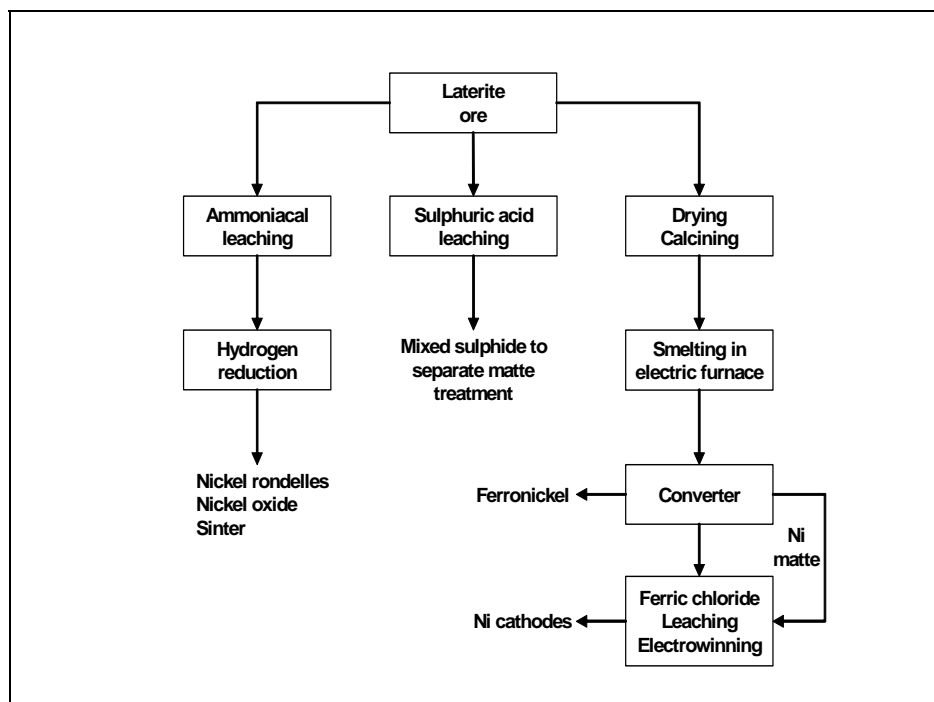 Laterite
ore
Ammoniacal
leaching
Sulphuric acid
leaching
Drying
Calcining
Hydrogen
reduction
Mixed sulphide to
separate matte
treatment
Smelting in
electric furnace
Nickel rondelles
Nickel oxide
Sinter
Ferronickel
Converter
Ni
matte
Ni cathodes
Ferric chloride
Leaching
Electrowinning